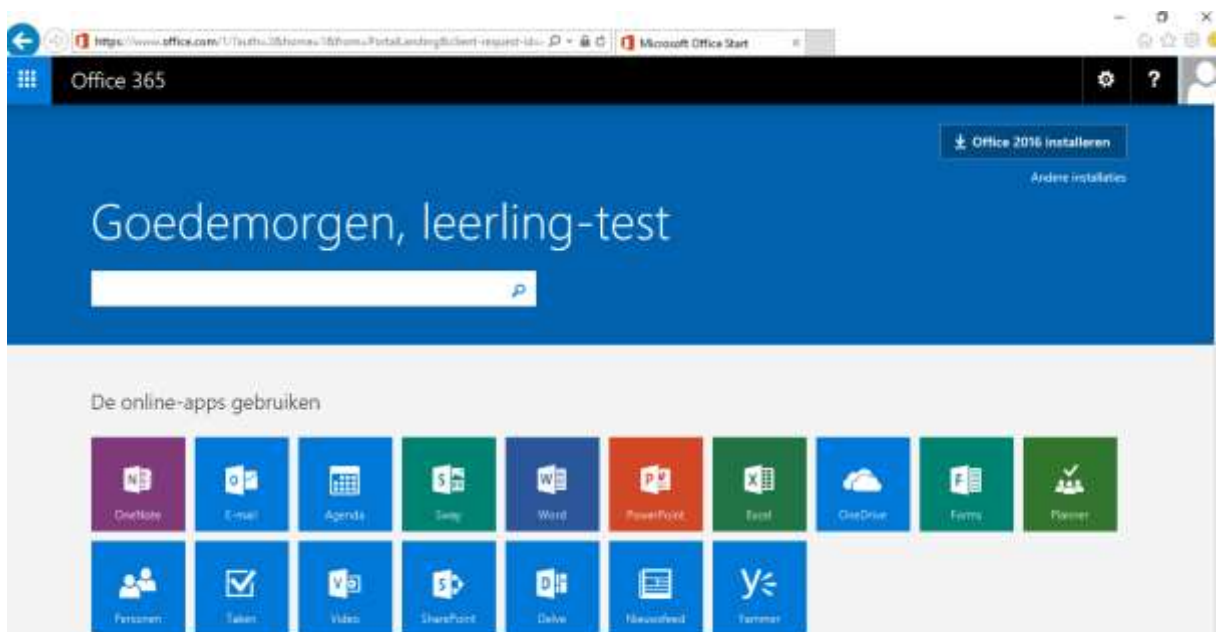 Microsoft Office Start
Office 365
?
Office 2016 installeren
Andere installaties
Goedemorgen, leerling-test
De online-apps gebruiken
OneNote E-mail Agenda Sway Word PowerPoint Excel OneDrive Forms Planner
Personen Taken Video SharePoint Delve Nieuwsfeed Yammer